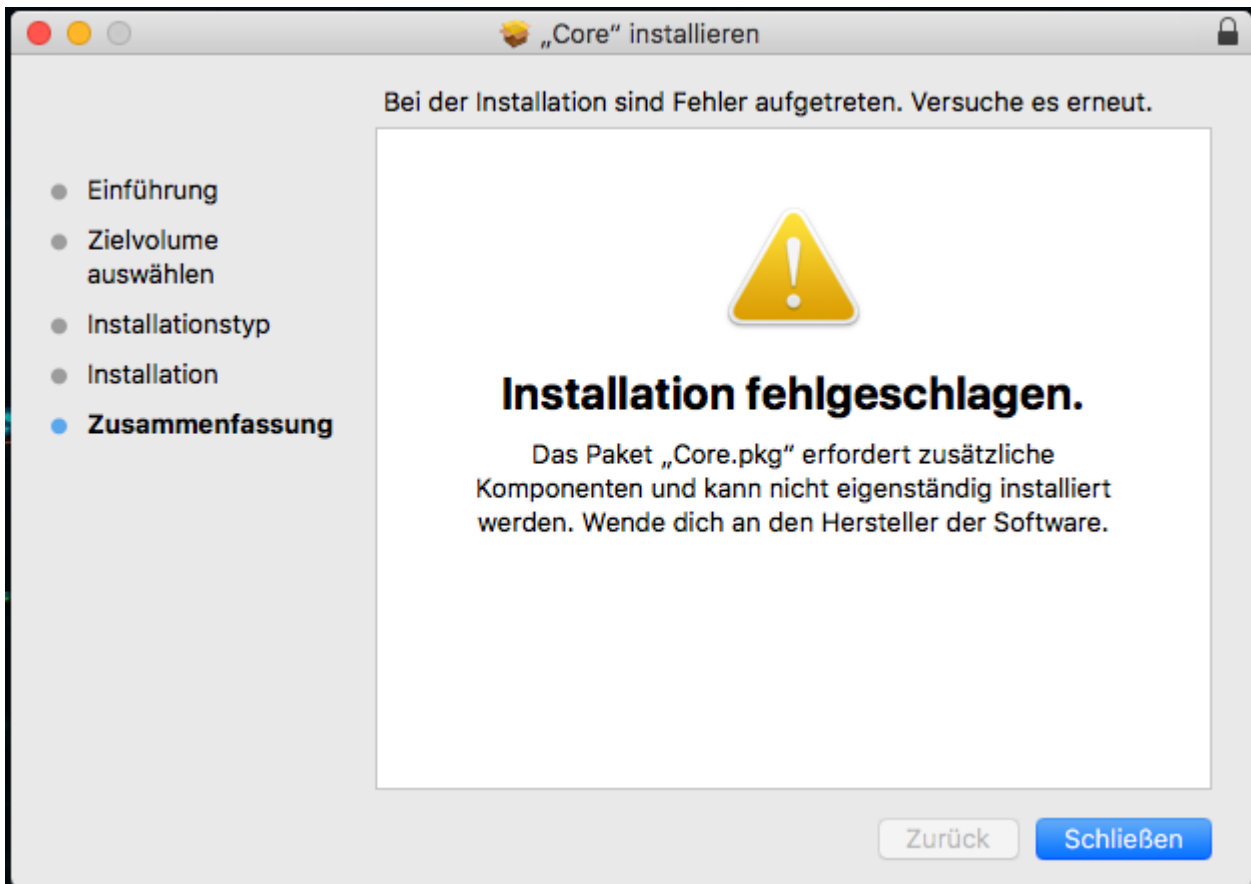 „Core“ installieren
Bei der Installation sind Fehler aufgetreten. Versuche es erneut.
Einführung
Zielvolume
auswählen
Installationstyp
Installation
Zusammenfassung
Installation fehlgeschlagen.
Das Paket „Core.pkg“ erfordert zusätzliche
Komponenten und kann nicht eigenständig installiert
werden. Wende dich an den Hersteller der Software.
Zurück
Schließen